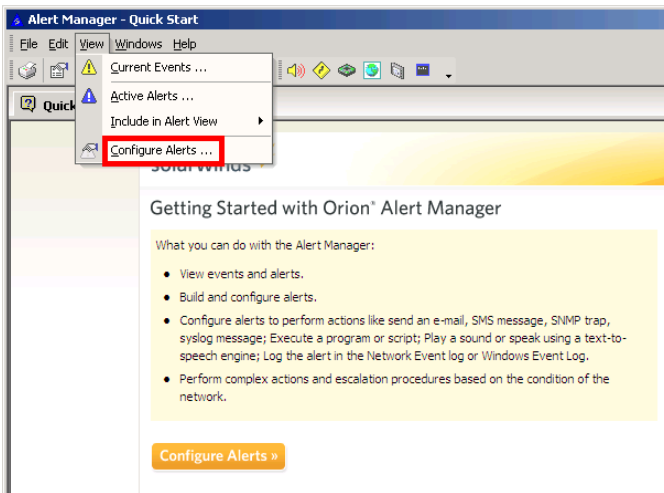 Alert Manager - Quick Start
File Edit View Windows Help
Current Events ...
Quick
Active Alerts ...
Include in Alert View
Configure Alerts ...
solarwinds
Getting Started with Orion® Alert Manager
What you can do with the Alert Manager:
• View events and alerts.
• Build and configure alerts.
• Configure alerts to perform actions like send an e-mail, SMS message, SNMP trap,
syslog message; Execute a program or script; Play a sound or speak using a text-to-
speech engine; Log the alert in the Network Event log or Windows Event Log.
• Perform complex actions and escalation procedures based on the condition of the
network.
Configure Alerts »